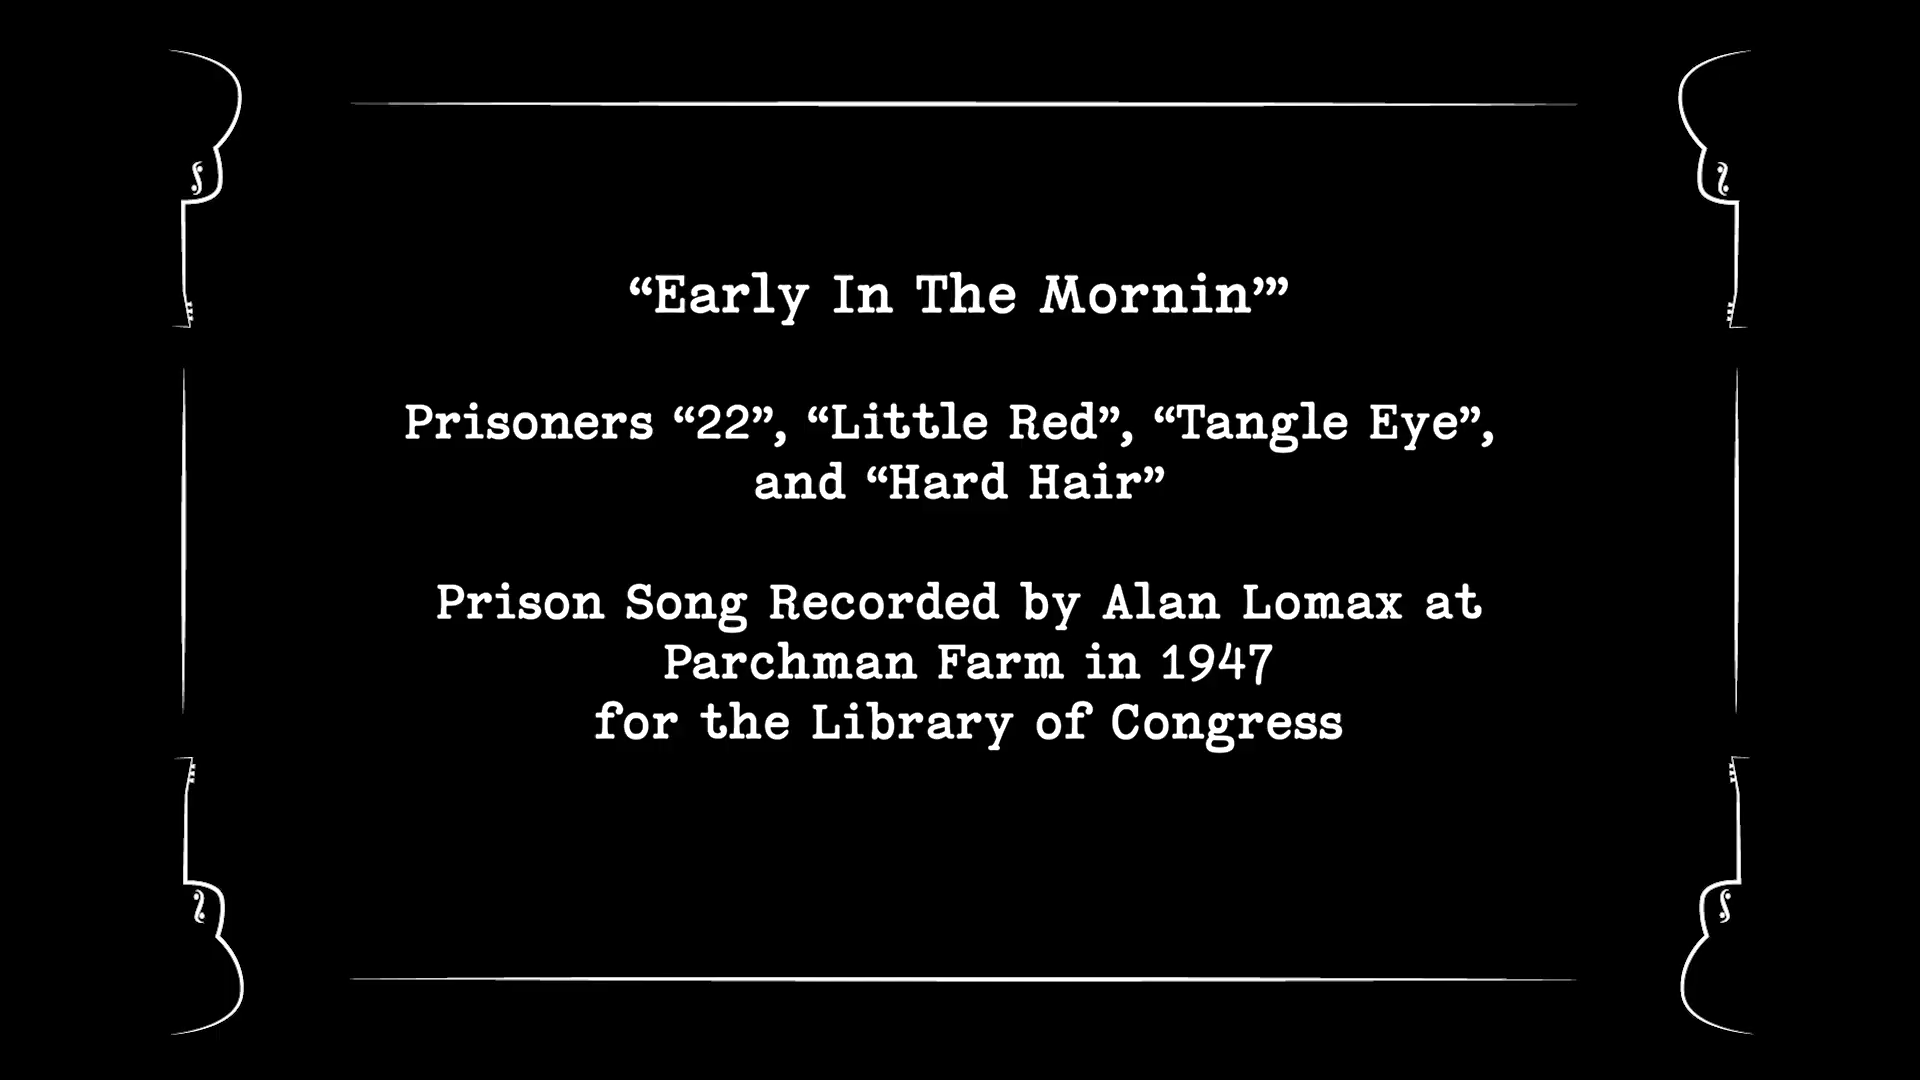 “Early In The Mornin’”
Prisoners “22”, “Little Red”, “Tangle Eye”,
and “Hard Hair”
Prison Song Recorded by Alan Lomax at
Parchman Farm in 1947
for the Library of Congress